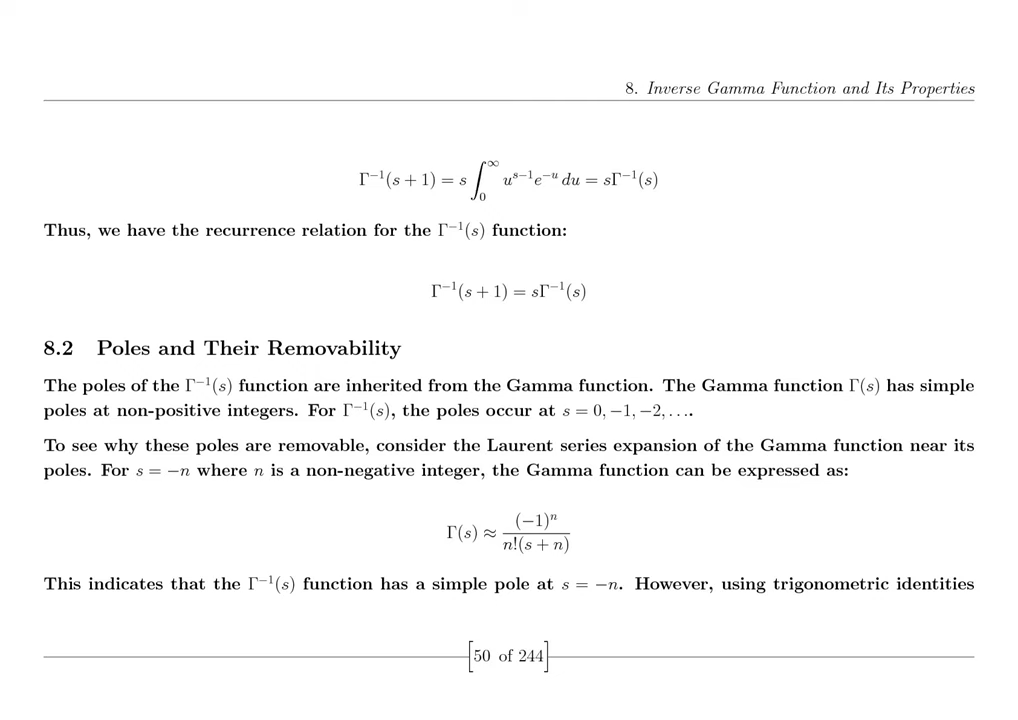 8. Inverse Gamma Function and Its Properties
Γ⁻¹(s + 1) = s ∫₀^∞ uˢ⁻¹e⁻ᵘ du = sΓ⁻¹(s)
Thus, we have the recurrence relation for the Γ⁻¹(s) function:
Γ⁻¹(s + 1) = sΓ⁻¹(s)
8.2 Poles and Their Removability
The poles of the Γ⁻¹(s) function are inherited from the Gamma function. The Gamma function Γ(s) has simple
poles at non-positive integers. For Γ⁻¹(s), the poles occur at s = 0, −1, −2, . . ..
To see why these poles are removable, consider the Laurent series expansion of the Gamma function near its
poles. For s = −n where n is a non-negative integer, the Gamma function can be expressed as:
Γ(s) ≈ (−1)ⁿ / n!(s + n)
This indicates that the Γ⁻¹(s) function has a simple pole at s = −n. However, using trigonometric identities
[50 of 244]